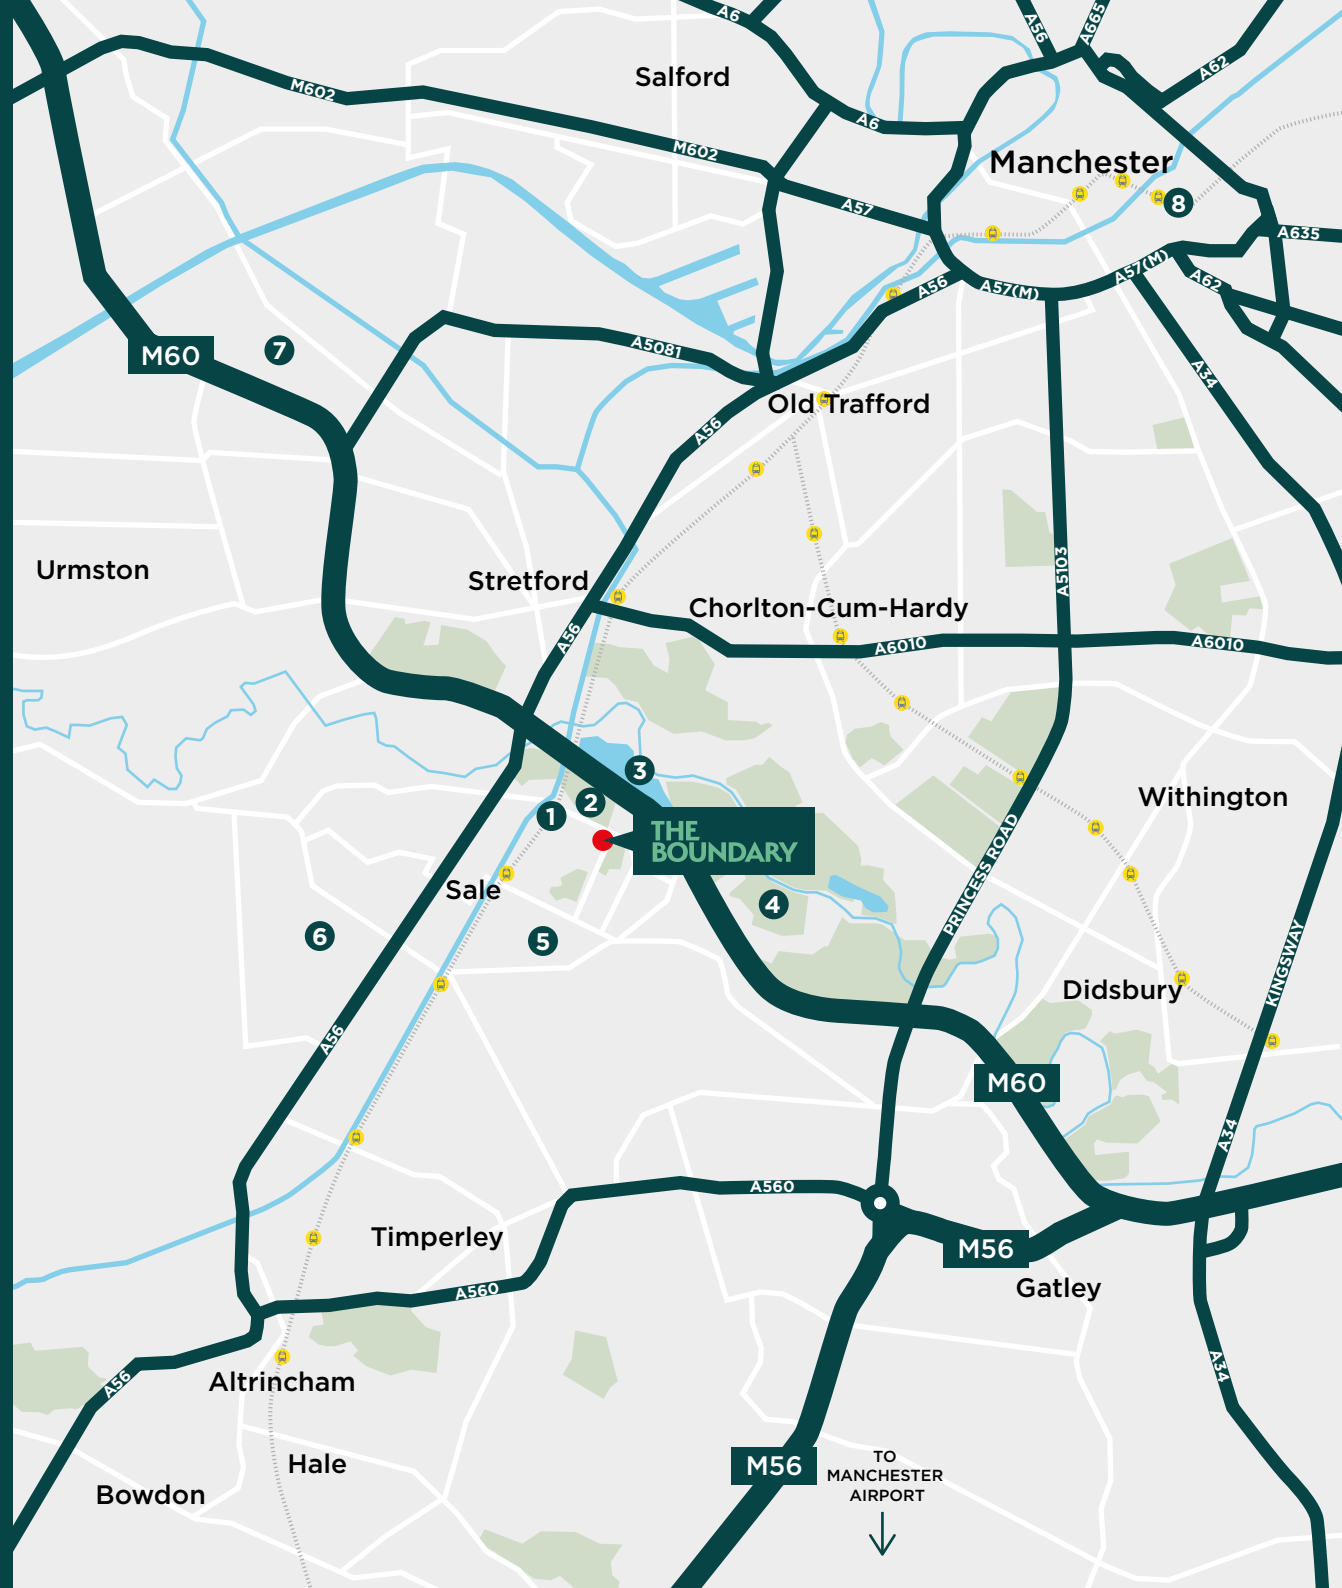 A6
A56
A665
A62
Salford
M602
A6
M602
Manchester
A57
8
A635
A57(M)
A62
A56
A57(M)
M60
7
A5081
A34
Old Trafford
A56
A5103
Urmston
Stretford
Chorlton-Cum-Hardy
A56
A6010
A6010
3
2
1
Withington
THE
BOUNDARY
PRINCESS ROAD
Sale
4
6
5
KINGSWAY
Didsbury
A56
M60
A34
A560
Timperley
M56
Gatley
A560
A34
Altrincham
A56
Hale
M56
TO
MANCHESTER
AIRPORT
Bowdon